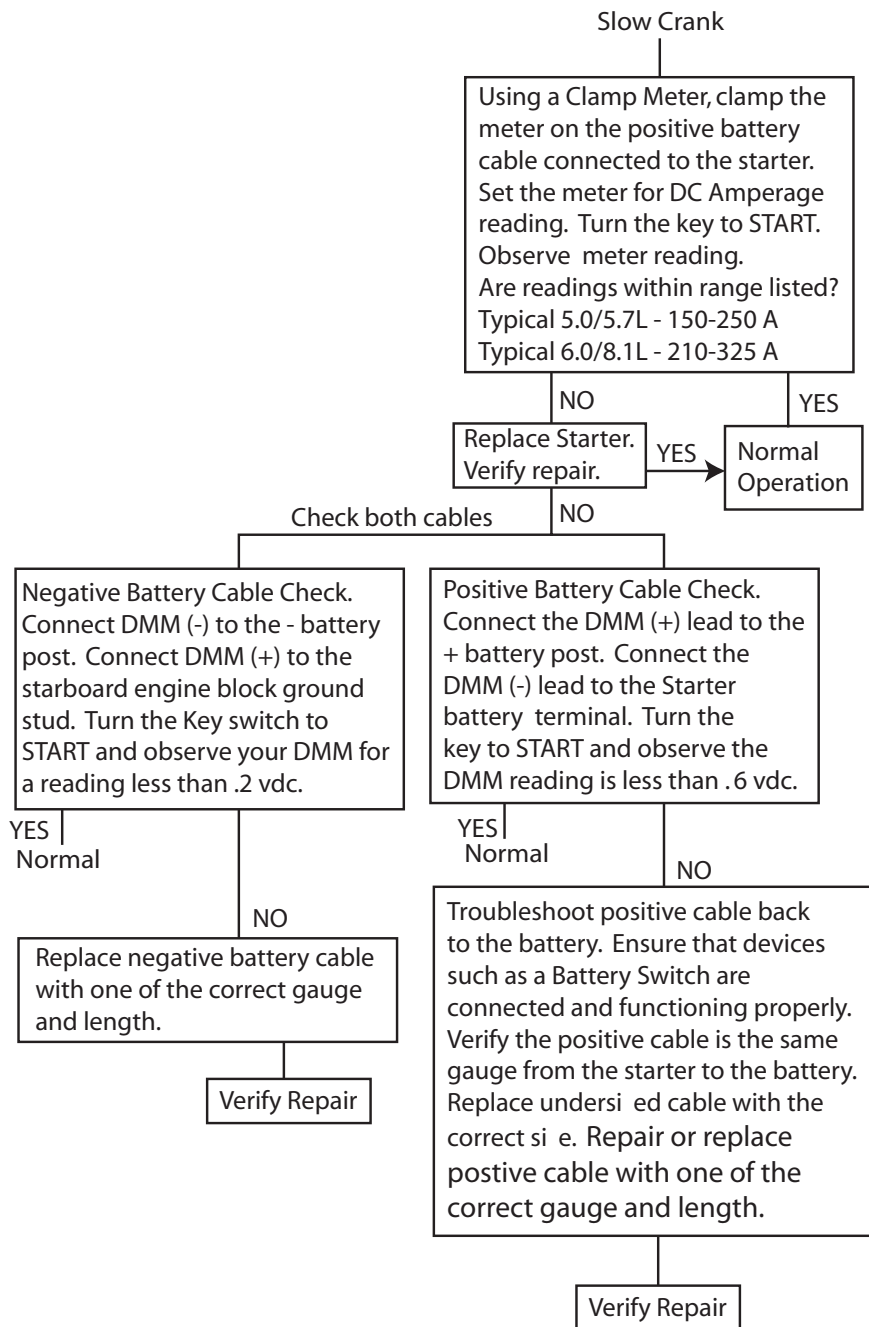 Slow Crank
Using a Clamp Meter, clamp the
meter on the positive battery
cable connected to the starter.
Set the meter for DC Amperage
reading. Turn the key to START.
Observe meter reading.
Are readings within range listed?
Typical 5.0/5.7L - 150-250 A
Typical 6.0/8.1L - 210-325 A
NO
YES
Replace Starter.
Verify repair.
YES
Normal
Operation
Check both cables
NO
Negative Battery Cable Check.
Connect DMM (-) to the - battery
post. Connect DMM (+) to the
starboard engine block ground
stud. Turn the Key switch to
START and observe your DMM for
a reading less than .2 vdc.
YES
Normal
NO
Replace negative battery cable
with one of the correct gauge
and length.
Verify Repair
Positive Battery Cable Check.
Connect the DMM (+) lead to the
+ battery post. Connect the
DMM (-) lead to the Starter
battery terminal. Turn the
key to START and observe the
DMM reading is less than .6 vdc.
YES
Normal
NO
Troubleshoot positive cable back
to the battery. Ensure that devices
such as a Battery Switch are
connected and functioning properly.
Verify the positive cable is the same
gauge from the starter to the battery.
Replace undersi ed cable with the
correct si e. Repair or replace
postive cable with one of the
correct gauge and length.
Verify Repair